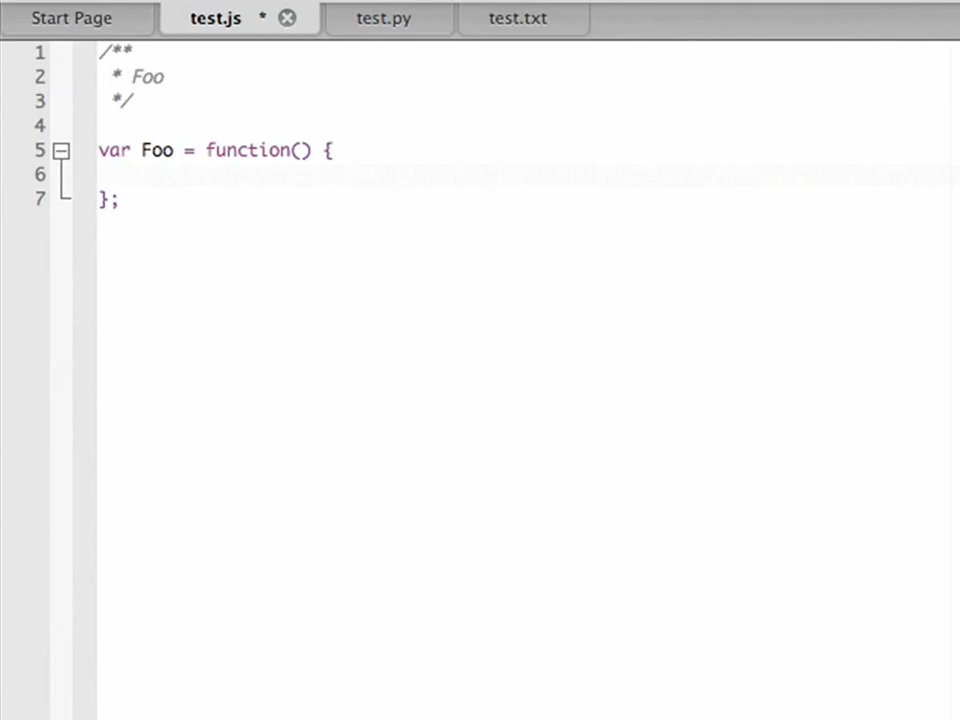 Start Page
test.js *
test.py
test.txt
1 /**
2  * Foo
3  */
4
5 var Foo = function() {
6
7 };